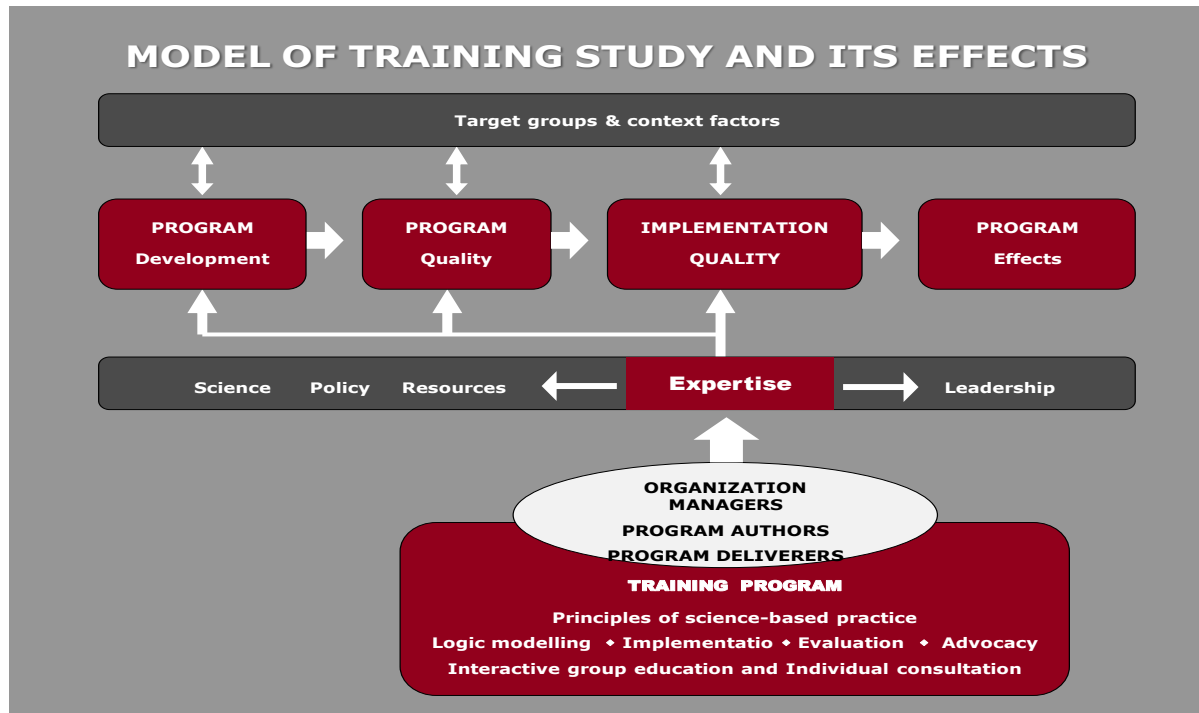 MODEL OF TRAINING STUDY AND ITS EFFECTS
Target groups & context factors
PROGRAM
Development
PROGRAM
Quality
IMPLEMENTATION
QUALITY
PROGRAM
Effects
Science Policy Resources
Expertise
Leadership
ORGANIZATION
MANAGERS
PROGRAM AUTHORS
PROGRAM DELIVERERS
TRAINING PROGRAM
Principles of science-based practice
Logic modelling ◆ Implementatio ◆ Evaluation ◆ Advocacy
Interactive group education and Individual consultation